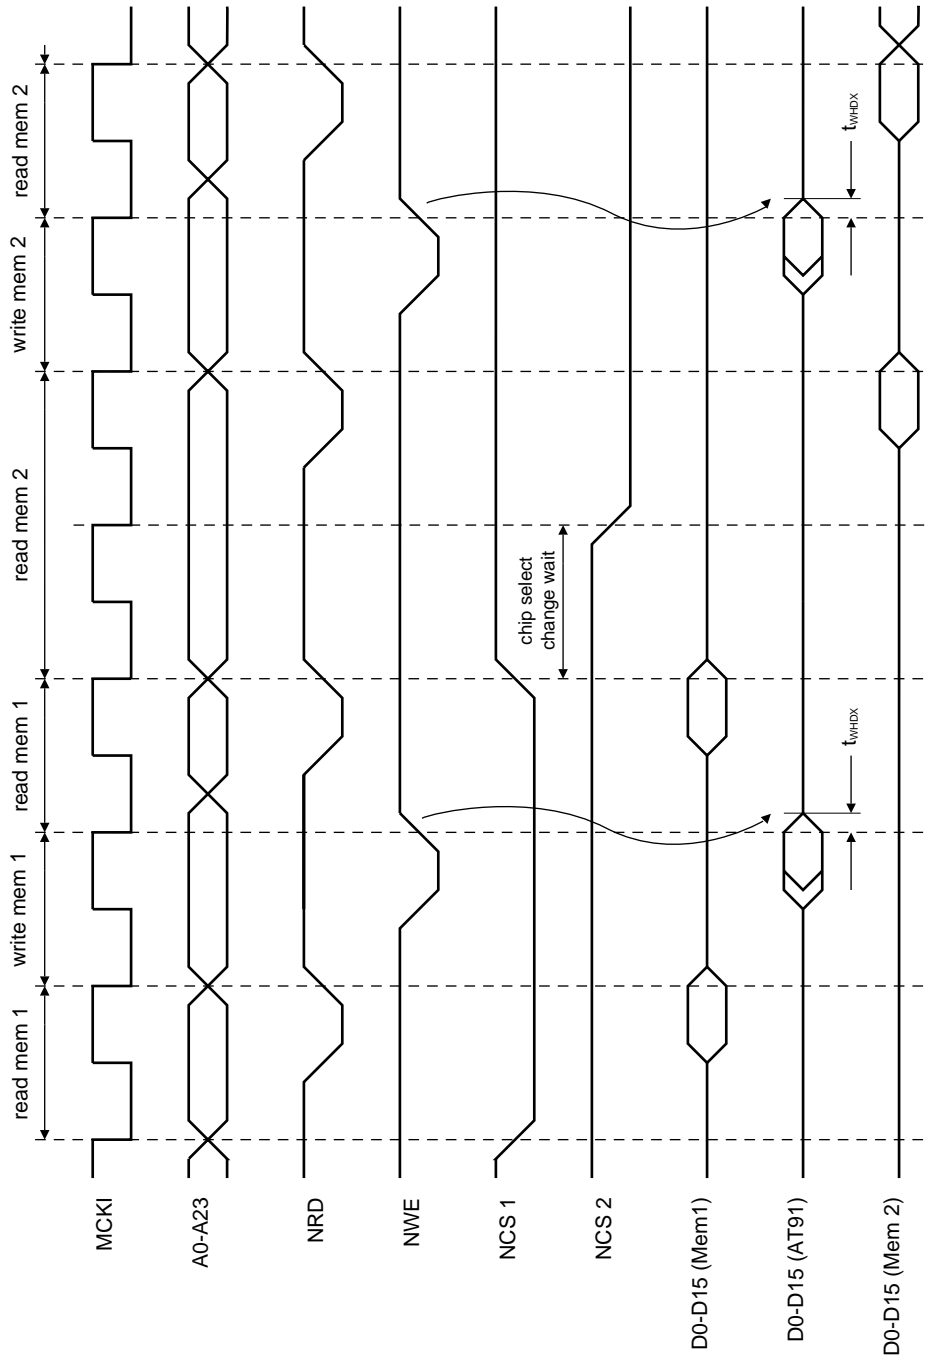 read mem 1
write mem 1
read mem 1
read mem 2
write mem 2
read mem 2
MCKI
A0-A23
NRD
NWE
NCS 1
chip select
change wait
NCS 2
D0-D15 (Mem1)
D0-D15 (AT91)
tWHDX
tWHDX
D0-D15 (Mem 2)